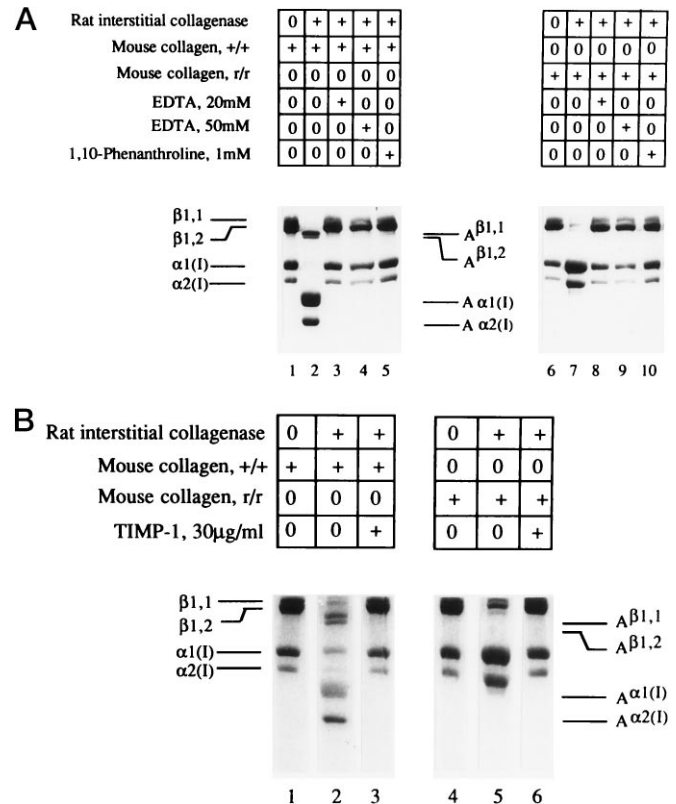 A
Rat interstitial collagenase 0 + + + + 0 + + + +
Mouse collagen, +/+ + + + + + 0 0 0 0 0
Mouse collagen, r/r 0 0 0 0 0 + + + + +
EDTA, 20mM 0 0 + 0 0 0 0 + 0 0
EDTA, 50mM 0 0 0 + 0 0 0 0 + 0
1,10-Phenanthroline, 1mM 0 0 0 0 + 0 0 0 0 +
β1,1 Aβ1,1
β1,2 Aβ1,2
α1(I) A α1(I)
α2(I) A α2(I)
1 2 3 4 5 6 7 8 9 10
B
Rat interstitial collagenase 0 + + 0 + +
Mouse collagen, +/+ + + + 0 0 0
Mouse collagen, r/r 0 0 0 + + +
TIMP-1, 30μg/ml 0 0 + 0 0 +
β1,1 Aβ1,1
β1,2 Aβ1,2
α1(I) Aα1(I)
α2(I) Aα2(I)
1 2 3 4 5 6